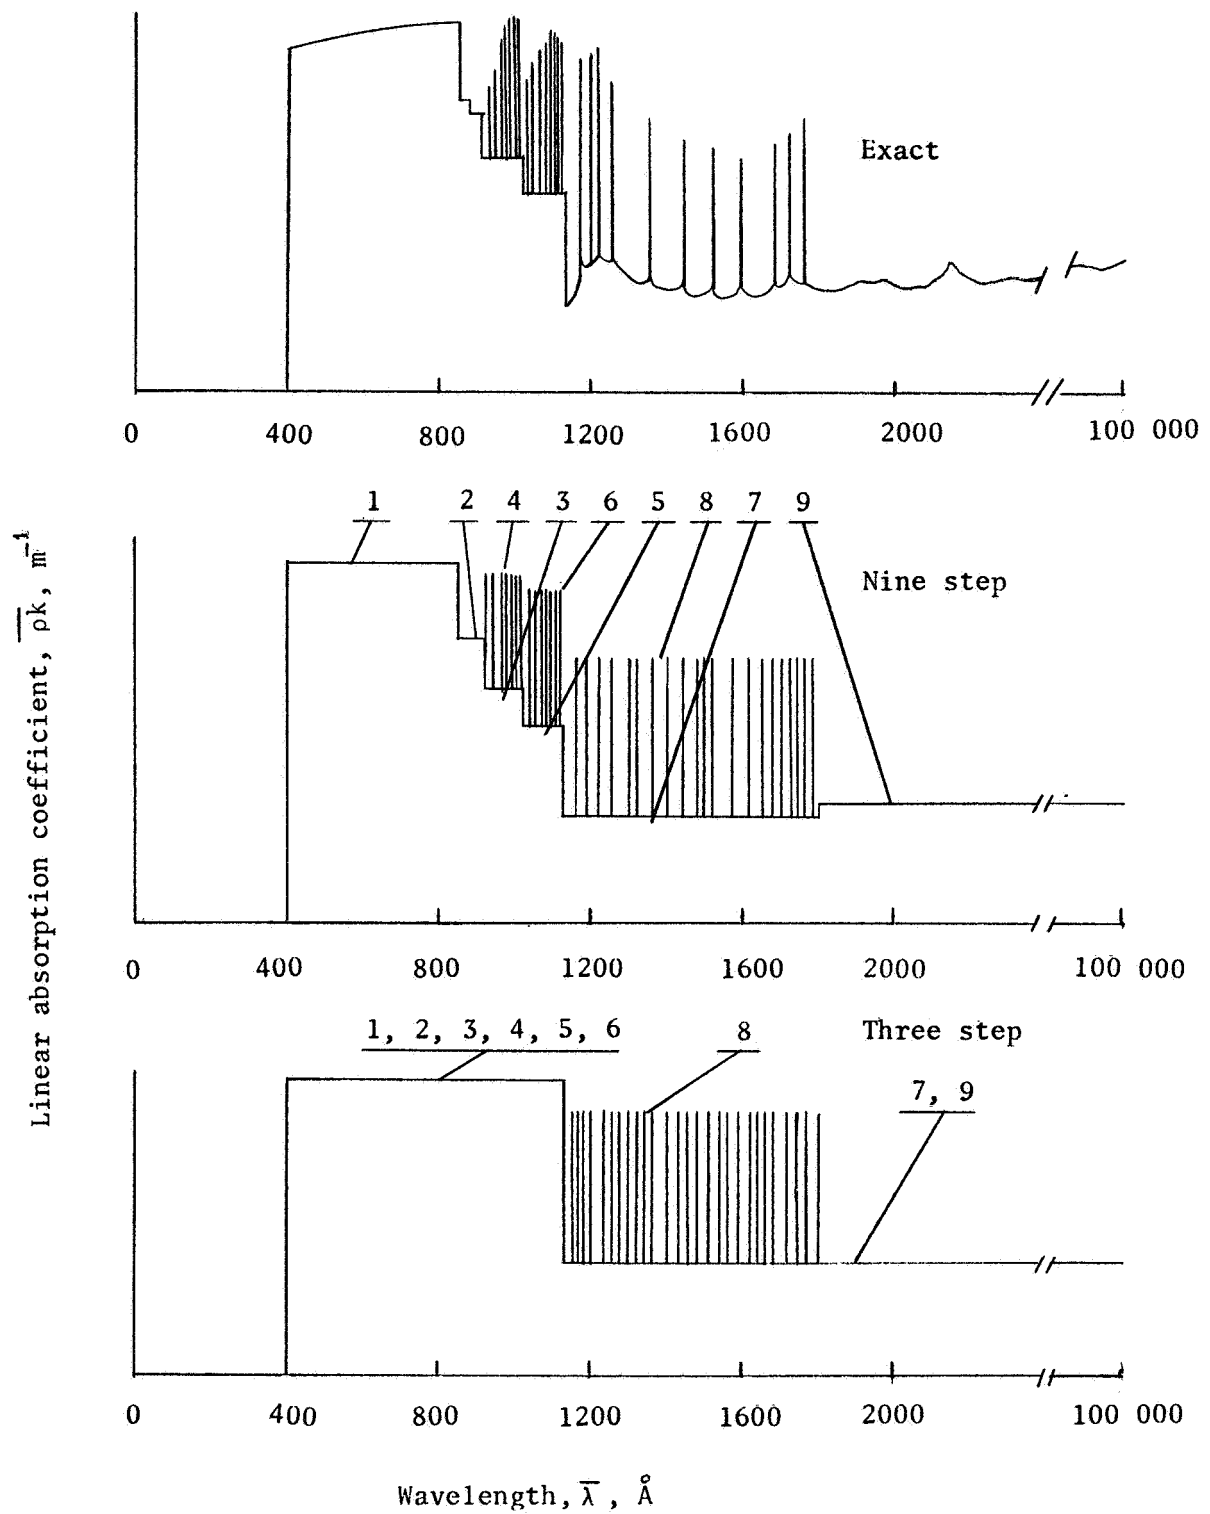 Exact
0 400 800 1200 1600 2000 100 000
1 2 4 3 6 5 8 7 9
Nine step
Linear absorption coefficient, ρk, m⁻¹
0 400 800 1200 1600 2000 100 000
1, 2, 3, 4, 5, 6 8 Three step
7, 9
0 400 800 1200 1600 2000 100 000
Wavelength, λ̄, Å